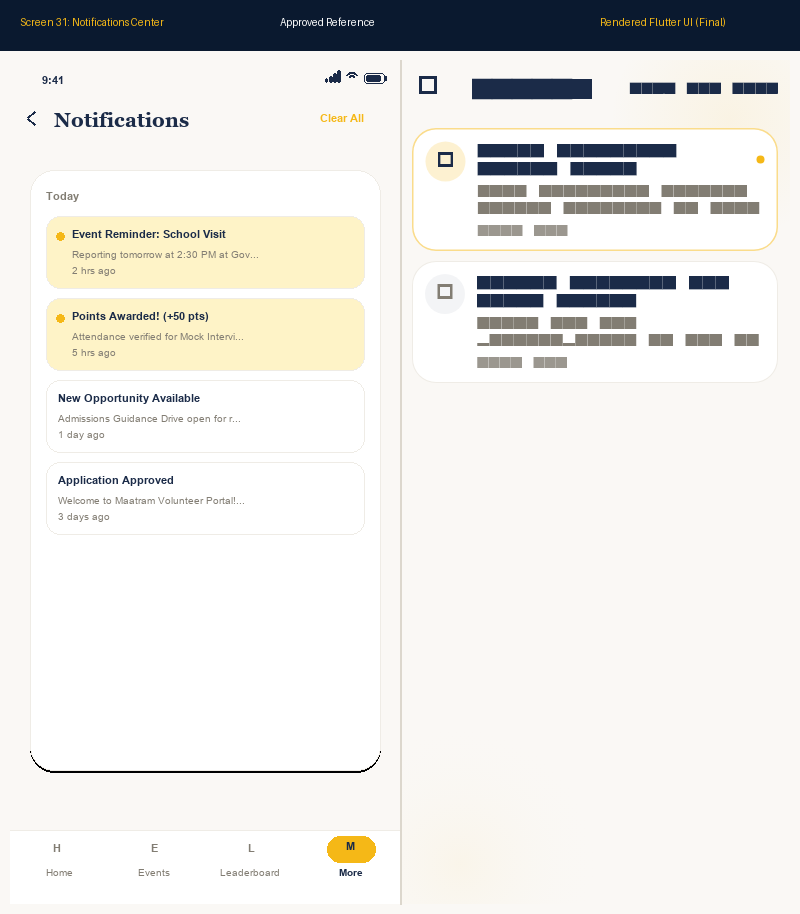 Screen 31: Notifications Center
Approved Reference
Rendered Flutter UI (Final)
9:41
Notifications
Clear All
Today
Event Reminder: School Visit
Reporting tomorrow at 2:30 PM at Gov...
2 hrs ago
Points Awarded! (+50 pts)
Attendance verified for Mock Intervi...
5 hrs ago
New Opportunity Available
Admissions Guidance Drive open for r...
1 day ago
Application Approved
Welcome to Maatram Volunteer Portal!...
3 days ago
H E L M
Home Events Leaderboard More